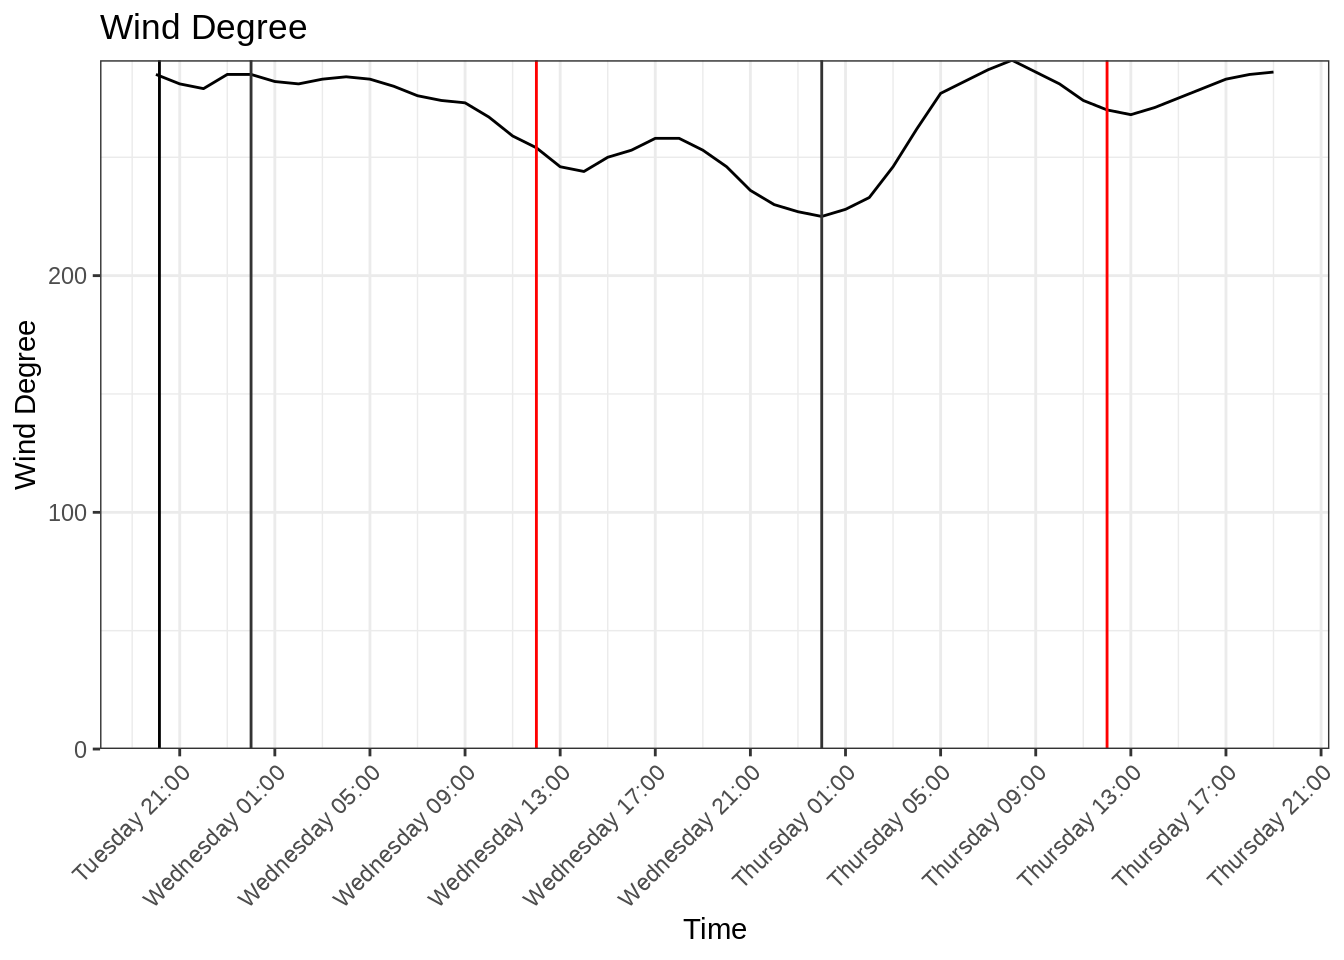 Wind Degree
Wind Degree
200
100
0
Tuesday 21:00
Wednesday 01:00
Wednesday 05:00
Wednesday 09:00
Wednesday 13:00
Wednesday 17:00
Wednesday 21:00
Thursday 01:00
Thursday 05:00
Thursday 09:00
Thursday 13:00
Thursday 17:00
Thursday 21:00
Time